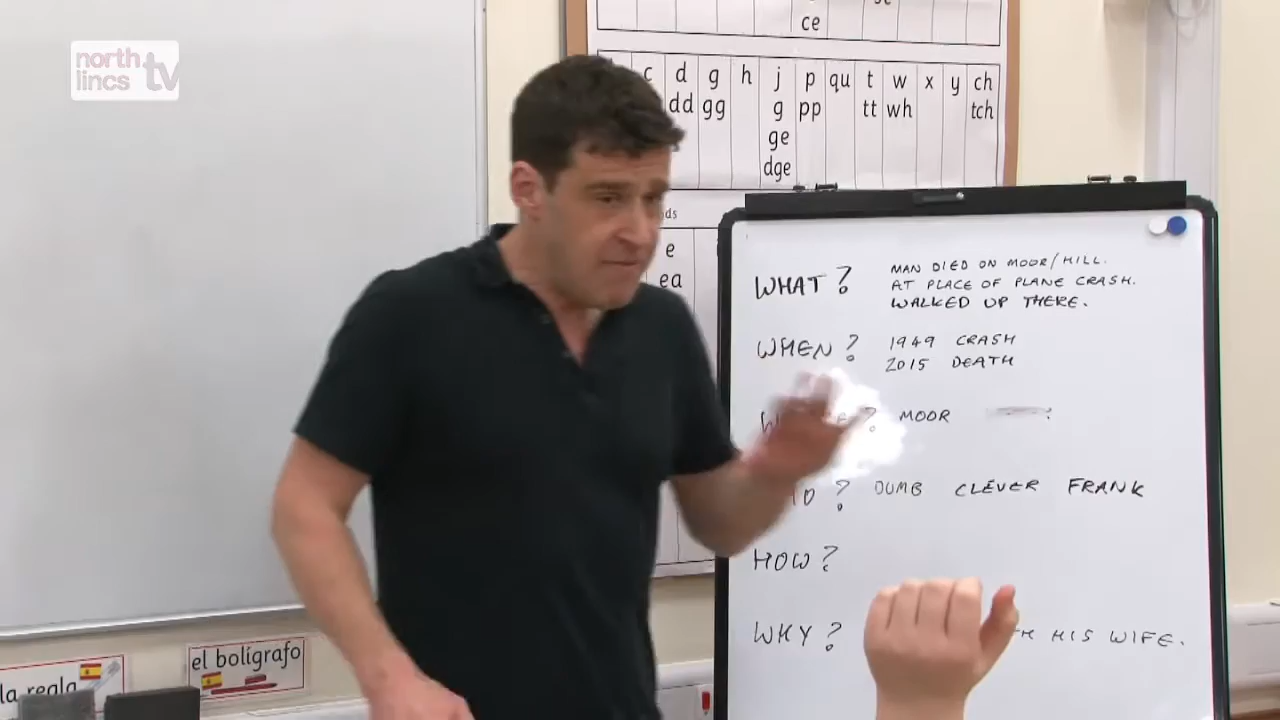 north
lincs tv
ce
c d g h j p qu t w x y ch
dd gg g pp tt wh tch
ge
dge
ds
e
ea
WHAT? MAN DIED ON MOOR/HILL.
AT PLACE OF PLANE CRASH.
WALKED UP THERE.
WHEN? 1949 CRASH
2015 DEATH
? MOOR ?
? DUMB CLEVER FRANK
HOW?
WHY? HIS WIFE.
el bolígrafo
la regla